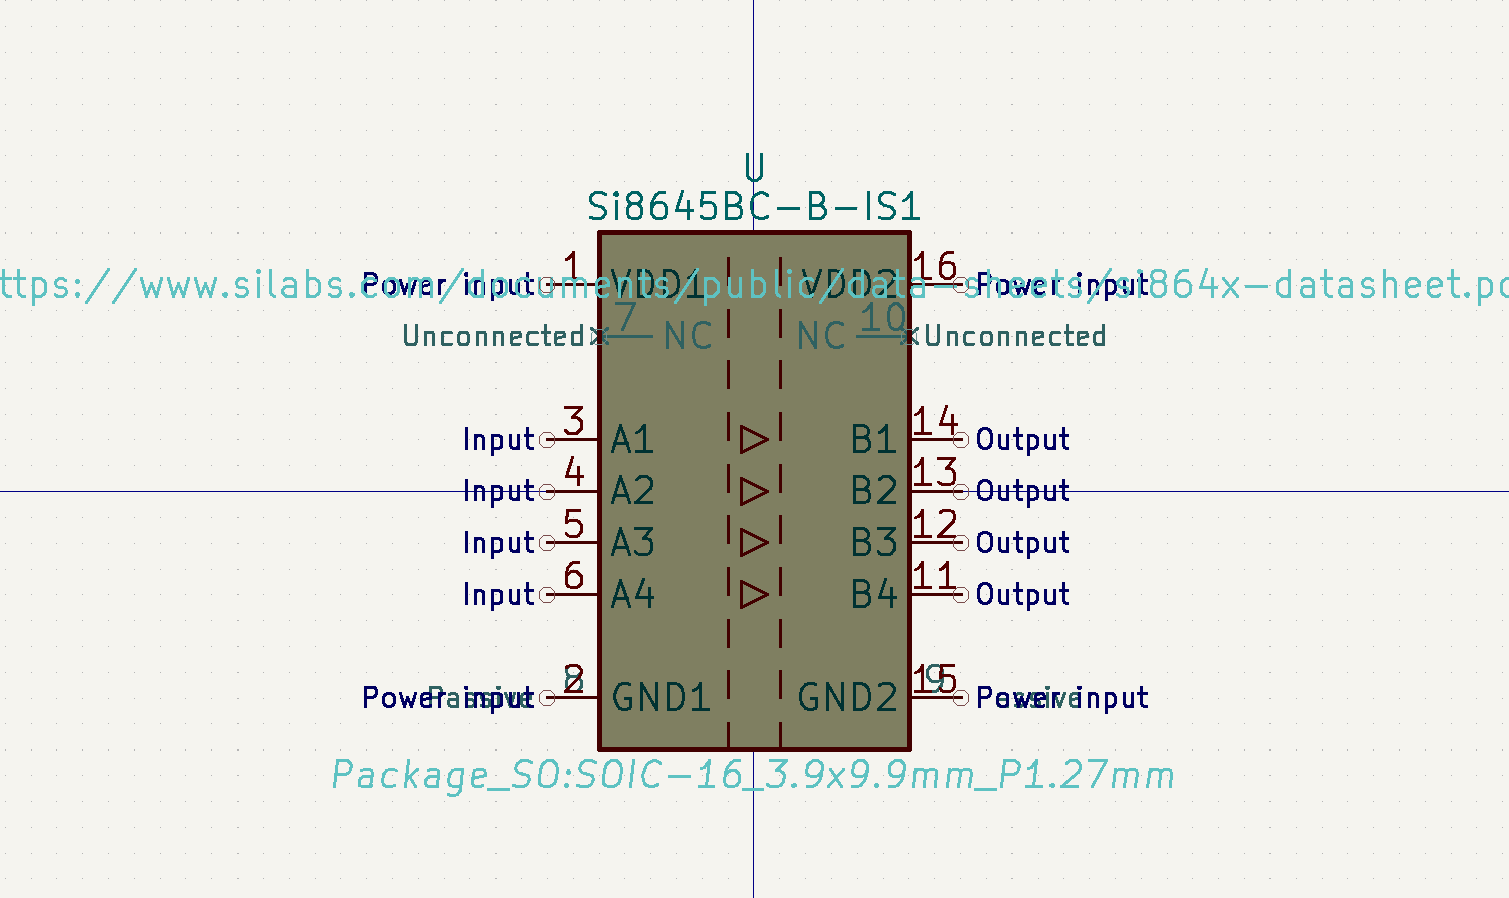 U
Si8645BC-B-IS1
ttps://www.silabs.com/documents/public/data-sheets/si864x-datasheet.pd
Power input 1 VDD1 VDD2 16 Power input
Unconnected 7 NC NC 10 Unconnected
Input 3 A1 B1 14 Output
Input 4 A2 B2 13 Output
Input 5 A3 B3 12 Output
Input 6 A4 B4 11 Output
Power input Passive 2 8 GND1 GND2 15 9 Power input Passive
Package_SO:SOIC-16_3.9x9.9mm_P1.27mm